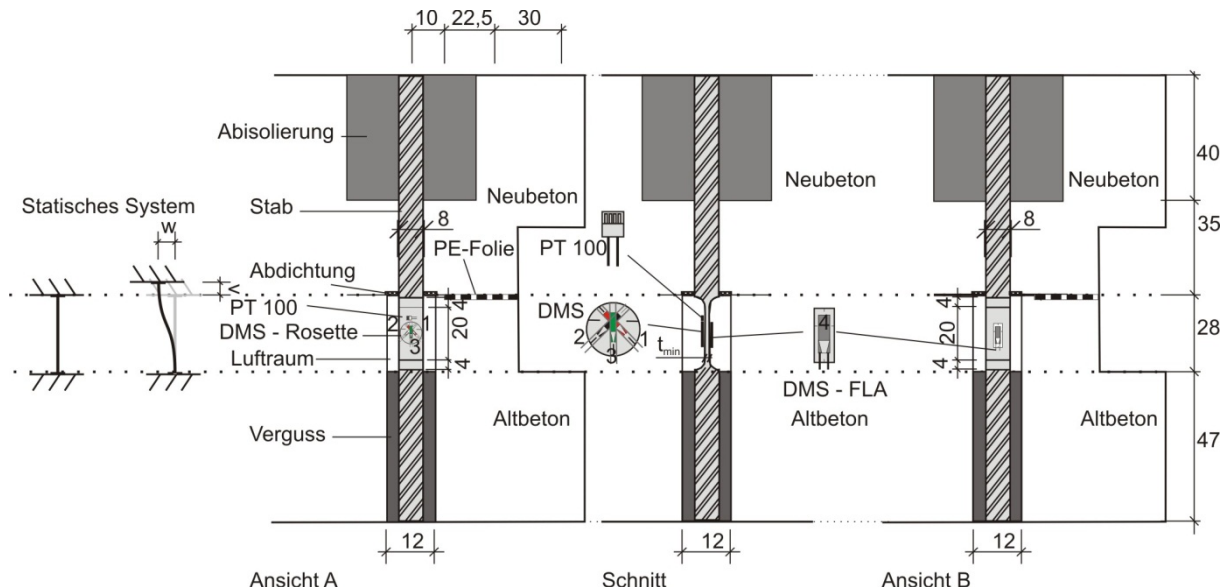 10 22,5 30
Abisolierung
Neubeton
Neubeton
Neubeton
40
Statisches System
w
v
Stab
8
PT 100
8
35
PE-Folie
Abdichtung
PT 100
2 1
DMS - Rosette
3
Luftraum
4
20
4
DMS
2 1
3
t min
4
DMS - FLA
4
20
4
28
Altbeton
Altbeton
Altbeton
Verguss
47
12
12
12
Ansicht A
Schnitt
Ansicht B